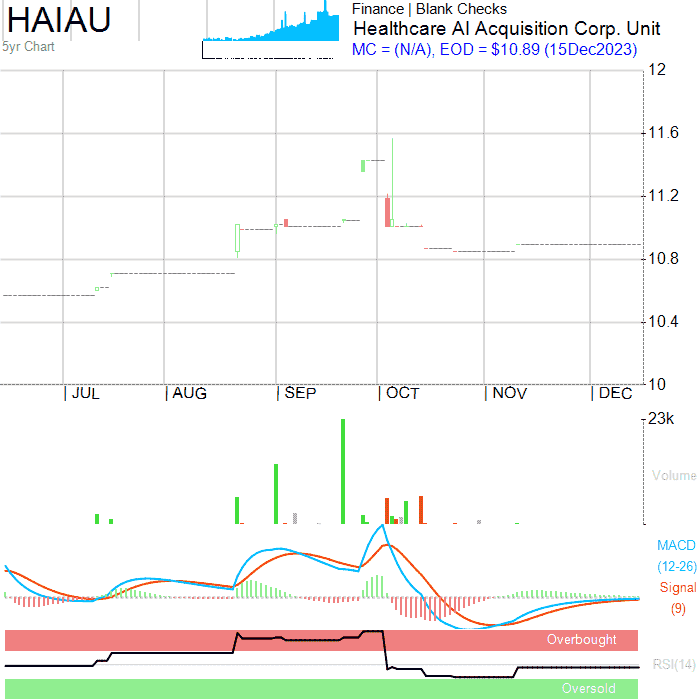 HAIAU
5yr Chart
Finance | Blank Checks
Healthcare AI Acquisition Corp. Unit
MC = (N/A), EOD = $10.89 (15Dec2023)
12
11.6
11.2
10.8
10.4
10
| JUL | AUG | SEP | OCT | NOV | DEC
23k
Volume
MACD
(12-26)
Signal
(9)
Overbought
RSI(14)
Oversold